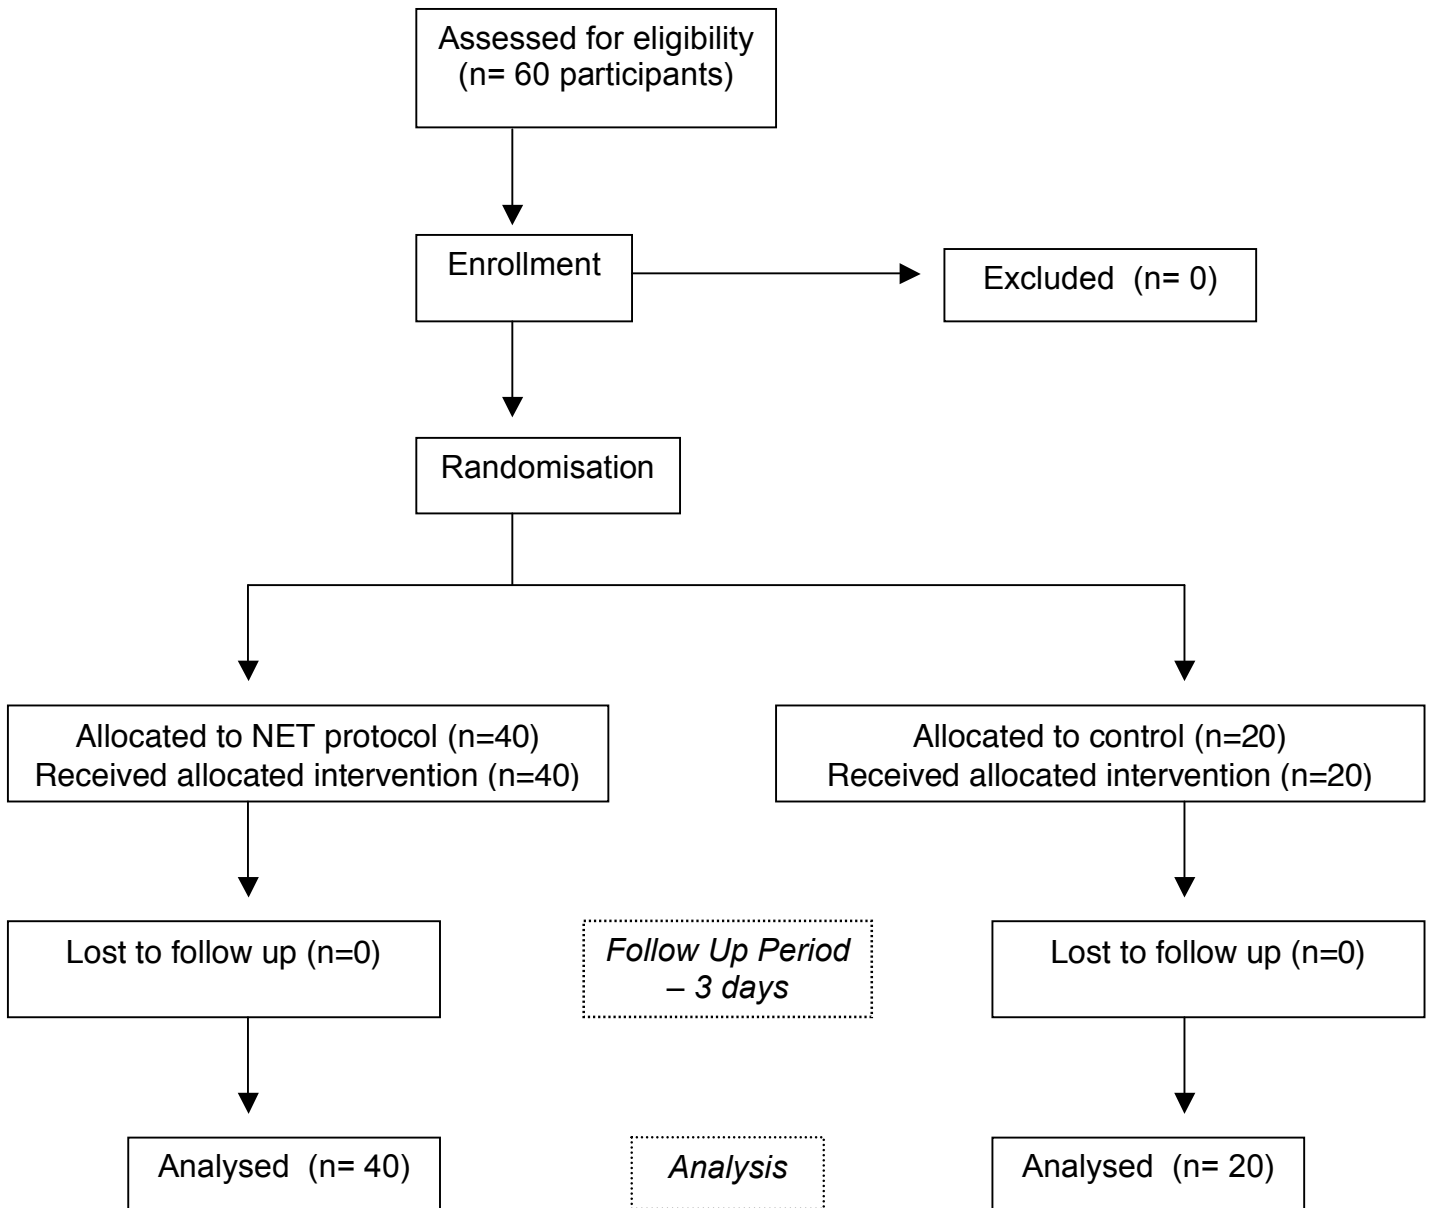 Assessed for eligibility
(n= 60 participants)
Enrollment
Excluded  (n= 0)
Randomisation
Allocated to NET protocol (n=40)
Received allocated intervention (n=40)
Allocated to control (n=20)
Received allocated intervention (n=20)
Lost to follow up (n=0)
Follow Up Period
– 3 days
Lost to follow up (n=0)
Analysed  (n= 40)
Analysis
Analysed  (n= 20)